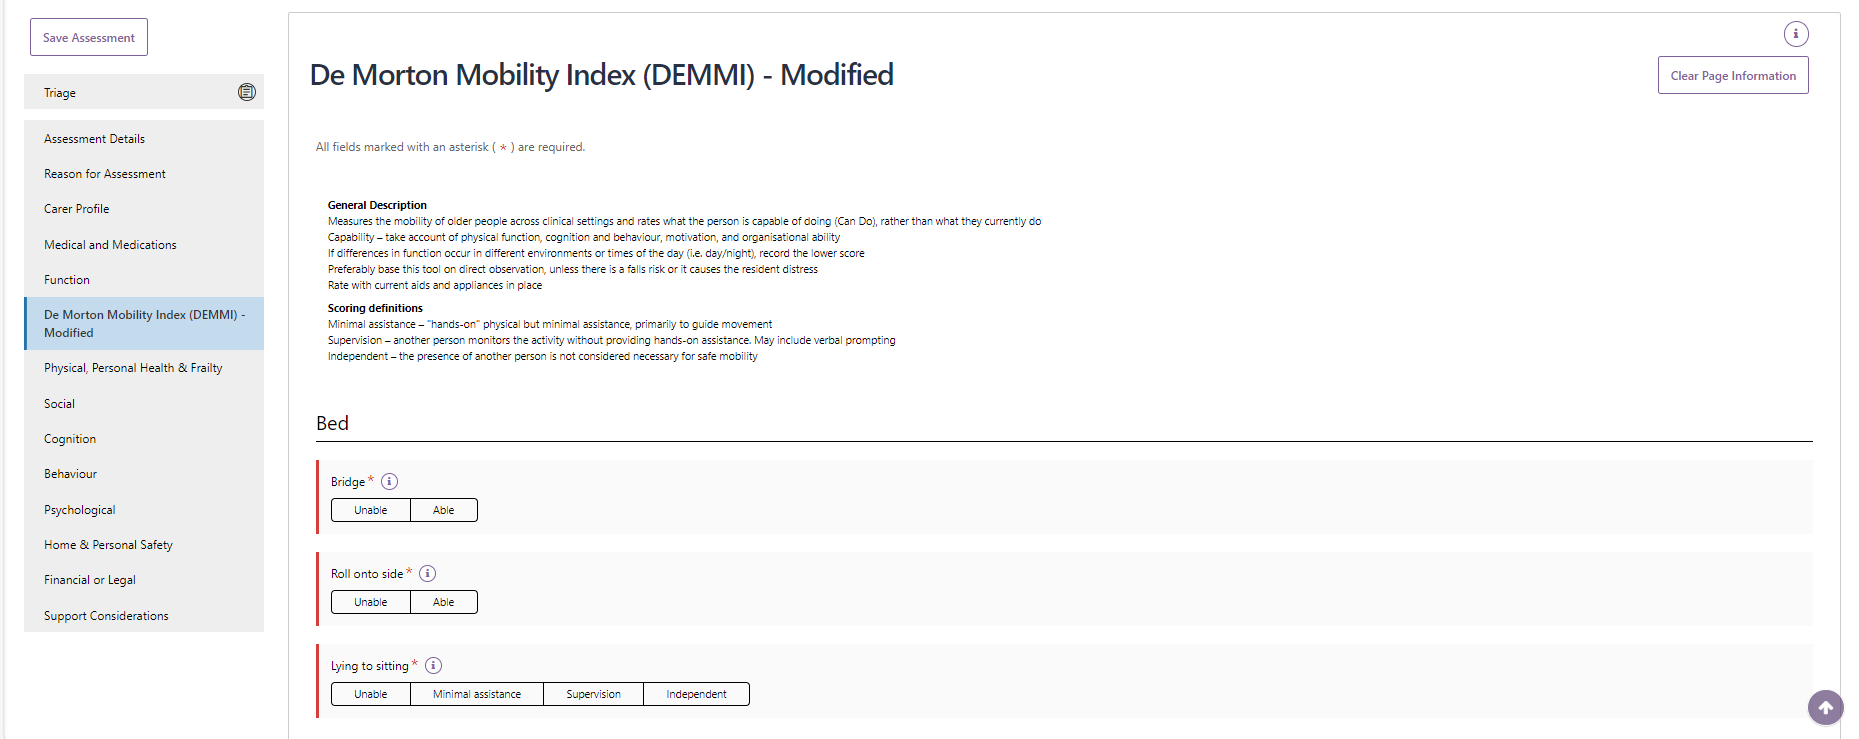 Save Assessment
Triage
Assessment Details
Reason for Assessment
Carer Profile
Medical and Medications
Function
De Morton Mobility Index (DEMMI) -
Modified
Physical, Personal Health & Frailty
Social
Cognition
Behaviour
Psychological
Home & Personal Safety
Financial or Legal
Support Considerations
De Morton Mobility Index (DEMMI) - Modified
Clear Page Information
All fields marked with an asterisk ( * ) are required.
General Description
Measures the mobility of older people across clinical settings and rates what the person is capable of doing (Can Do), rather than what they currently do
Capability – take account of physical function, cognition and behaviour, motivation, and organisational ability
If differences in function occur in different environments or times of the day (i.e. day/night), record the lower score
Preferably base this tool on direct observation, unless there is a falls risk or it causes the resident distress
Rate with current aids and appliances in place
Scoring definitions
Minimal assistance – "hands-on" physical but minimal assistance, primarily to guide movement
Supervision – another person monitors the activity without providing hands-on assistance. May include verbal prompting
Independent – the presence of another person is not considered necessary for safe mobility
Bed
Bridge *
Unable Able
Roll onto side *
Unable Able
Lying to sitting *
Unable Minimal assistance Supervision Independent